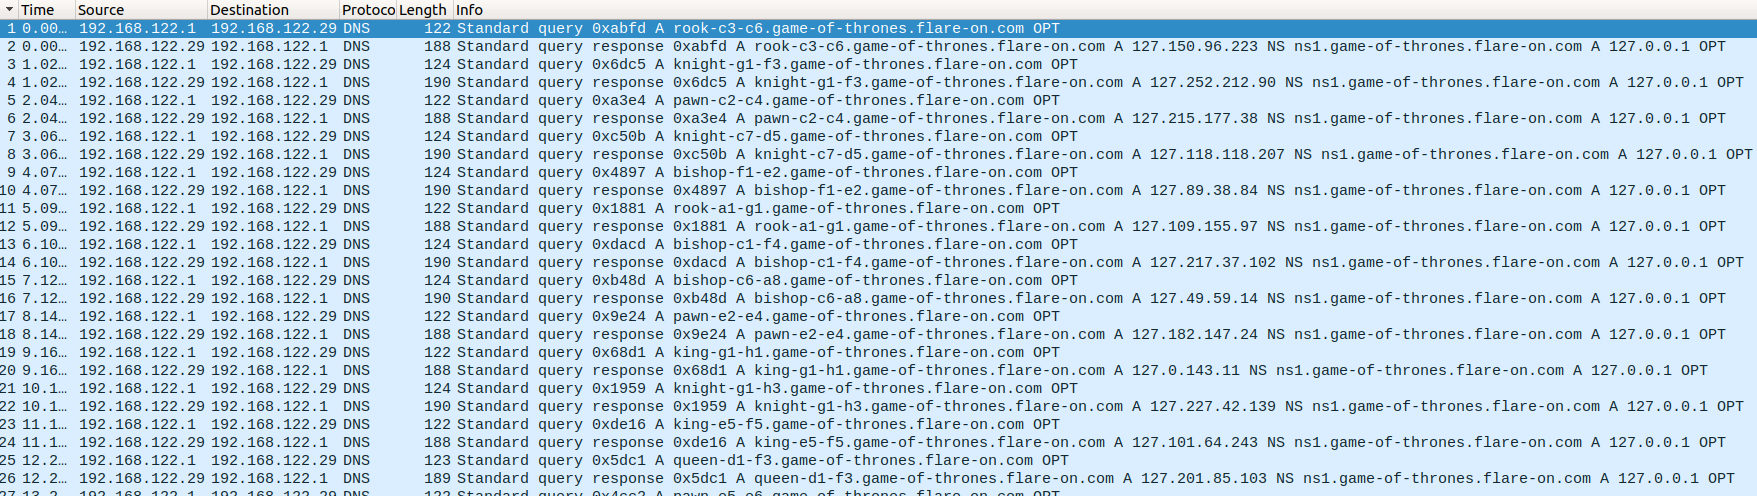 Time Source Destination Protoco Length Info
1 0.00… 192.168.122.1 192.168.122.29 DNS 122 Standard query 0xabfd A rook-c3-c6.game-of-thrones.flare-on.com OPT
2 0.00… 192.168.122.29 192.168.122.1 DNS 188 Standard query response 0xabfd A rook-c3-c6.game-of-thrones.flare-on.com A 127.150.96.223 NS ns1.game-of-thrones.flare-on.com A 127.0.0.1 OPT
3 1.02… 192.168.122.1 192.168.122.29 DNS 124 Standard query 0x6dc5 A knight-g1-f3.game-of-thrones.flare-on.com OPT
4 1.02… 192.168.122.29 192.168.122.1 DNS 190 Standard query response 0x6dc5 A knight-g1-f3.game-of-thrones.flare-on.com A 127.252.212.90 NS ns1.game-of-thrones.flare-on.com A 127.0.0.1 OPT
5 2.04… 192.168.122.1 192.168.122.29 DNS 122 Standard query 0xa3e4 A pawn-c2-c4.game-of-thrones.flare-on.com OPT
6 2.04… 192.168.122.29 192.168.122.1 DNS 188 Standard query response 0xa3e4 A pawn-c2-c4.game-of-thrones.flare-on.com A 127.215.177.38 NS ns1.game-of-thrones.flare-on.com A 127.0.0.1 OPT
7 3.06… 192.168.122.1 192.168.122.29 DNS 124 Standard query 0xc50b A knight-c7-d5.game-of-thrones.flare-on.com OPT
8 3.06… 192.168.122.29 192.168.122.1 DNS 190 Standard query response 0xc50b A knight-c7-d5.game-of-thrones.flare-on.com A 127.118.118.207 NS ns1.game-of-thrones.flare-on.com A 127.0.0.1 OPT
9 4.07… 192.168.122.1 192.168.122.29 DNS 124 Standard query 0x4897 A bishop-f1-e2.game-of-thrones.flare-on.com OPT
10 4.07… 192.168.122.29 192.168.122.1 DNS 190 Standard query response 0x4897 A bishop-f1-e2.game-of-thrones.flare-on.com A 127.89.38.84 NS ns1.game-of-thrones.flare-on.com A 127.0.0.1 OPT
11 5.09… 192.168.122.1 192.168.122.29 DNS 122 Standard query 0x1881 A rook-a1-g1.game-of-thrones.flare-on.com OPT
12 5.09… 192.168.122.29 192.168.122.1 DNS 188 Standard query response 0x1881 A rook-a1-g1.game-of-thrones.flare-on.com A 127.109.155.97 NS ns1.game-of-thrones.flare-on.com A 127.0.0.1 OPT
13 6.10… 192.168.122.1 192.168.122.29 DNS 124 Standard query 0xdacd A bishop-c1-f4.game-of-thrones.flare-on.com OPT
14 6.10… 192.168.122.29 192.168.122.1 DNS 190 Standard query response 0xdacd A bishop-c1-f4.game-of-thrones.flare-on.com A 127.217.37.102 NS ns1.game-of-thrones.flare-on.com A 127.0.0.1 OPT
15 7.12… 192.168.122.1 192.168.122.29 DNS 124 Standard query 0xb48d A bishop-c6-a8.game-of-thrones.flare-on.com OPT
16 7.12… 192.168.122.29 192.168.122.1 DNS 190 Standard query response 0xb48d A bishop-c6-a8.game-of-thrones.flare-on.com A 127.49.59.14 NS ns1.game-of-thrones.flare-on.com A 127.0.0.1 OPT
17 8.14… 192.168.122.1 192.168.122.29 DNS 122 Standard query 0x9e24 A pawn-e2-e4.game-of-thrones.flare-on.com OPT
18 8.14… 192.168.122.29 192.168.122.1 DNS 188 Standard query response 0x9e24 A pawn-e2-e4.game-of-thrones.flare-on.com A 127.182.147.24 NS ns1.game-of-thrones.flare-on.com A 127.0.0.1 OPT
19 9.16… 192.168.122.1 192.168.122.29 DNS 122 Standard query 0x68d1 A king-g1-h1.game-of-thrones.flare-on.com OPT
20 9.16… 192.168.122.29 192.168.122.1 DNS 188 Standard query response 0x68d1 A king-g1-h1.game-of-thrones.flare-on.com A 127.0.143.11 NS ns1.game-of-thrones.flare-on.com A 127.0.0.1 OPT
21 10.1… 192.168.122.1 192.168.122.29 DNS 124 Standard query 0x1959 A knight-g1-h3.game-of-thrones.flare-on.com OPT
22 10.1… 192.168.122.29 192.168.122.1 DNS 190 Standard query response 0x1959 A knight-g1-h3.game-of-thrones.flare-on.com A 127.227.42.139 NS ns1.game-of-thrones.flare-on.com A 127.0.0.1 OPT
23 11.1… 192.168.122.1 192.168.122.29 DNS 122 Standard query 0xde16 A king-e5-f5.game-of-thrones.flare-on.com OPT
24 11.1… 192.168.122.29 192.168.122.1 DNS 188 Standard query response 0xde16 A king-e5-f5.game-of-thrones.flare-on.com A 127.101.64.243 NS ns1.game-of-thrones.flare-on.com A 127.0.0.1 OPT
25 12.2… 192.168.122.1 192.168.122.29 DNS 123 Standard query 0x5dc1 A queen-d1-f3.game-of-thrones.flare-on.com OPT
26 12.2… 192.168.122.29 192.168.122.1 DNS 189 Standard query response 0x5dc1 A queen-d1-f3.game-of-thrones.flare-on.com A 127.201.85.103 NS ns1.game-of-thrones.flare-on.com A 127.0.0.1 OPT
27 13.2… 192.168.122.1 192.168.122.29 DNS 122 Standard query 0x4cc2 A pawn-e5-e6.game-of-thrones.flare-on.com OPT